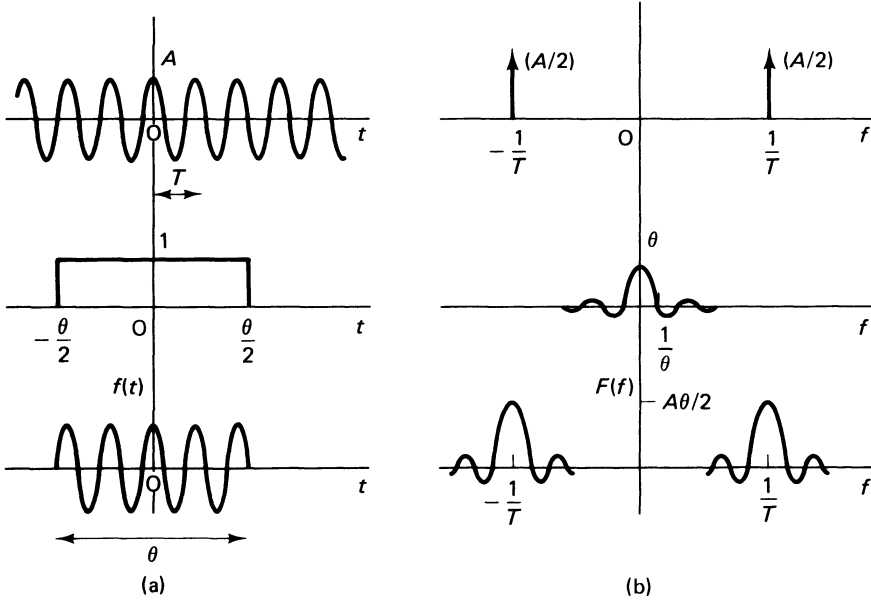 A
O
t
T
1
O
t
-θ/2
θ/2
f(t)
O
t
θ
(a)
(A/2)
(A/2)
O
f
-1/T
1/T
θ
f
1/θ
F(f)
Aθ/2
f
-1/T
1/T
(b)